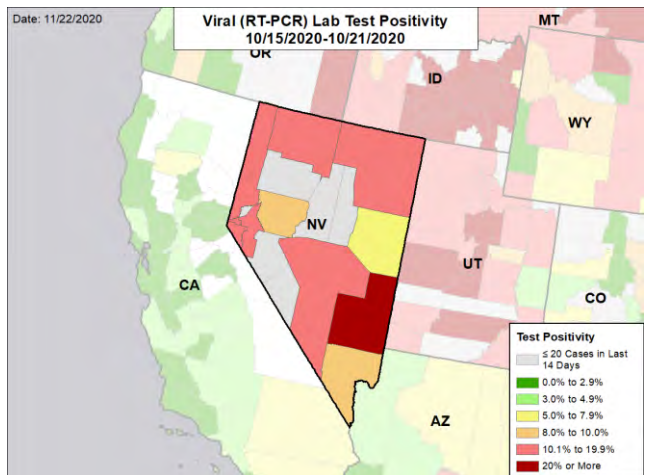 Date: 11/22/2020
Viral (RT-PCR) Lab Test Positivity
10/15/2020-10/21/2020
MT
OR
ID
WY
NV
UT
CA
CO
AZ
Test Positivity
≤ 20 Cases in Last
14 Days
0.0% to 2.9%
3.0% to 4.9%
5.0% to 7.9%
8.0% to 10.0%
10.1% to 19.9%
20% or More